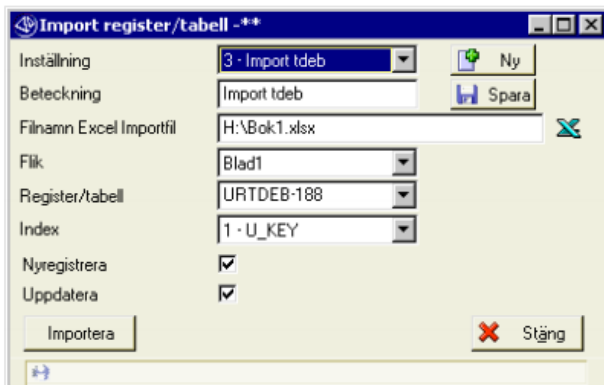 Import register/tabell -**
Inställning 3 - Import tdeb Ny
Beteckning Import tdeb Spara
Filnamn Excel Importfil H:\Bok1.xlsx
Flik Blad1
Register/tabell URTDEB-188
Index 1 - U_KEY
Nyregistrera
Uppdatera
Importera Stäng